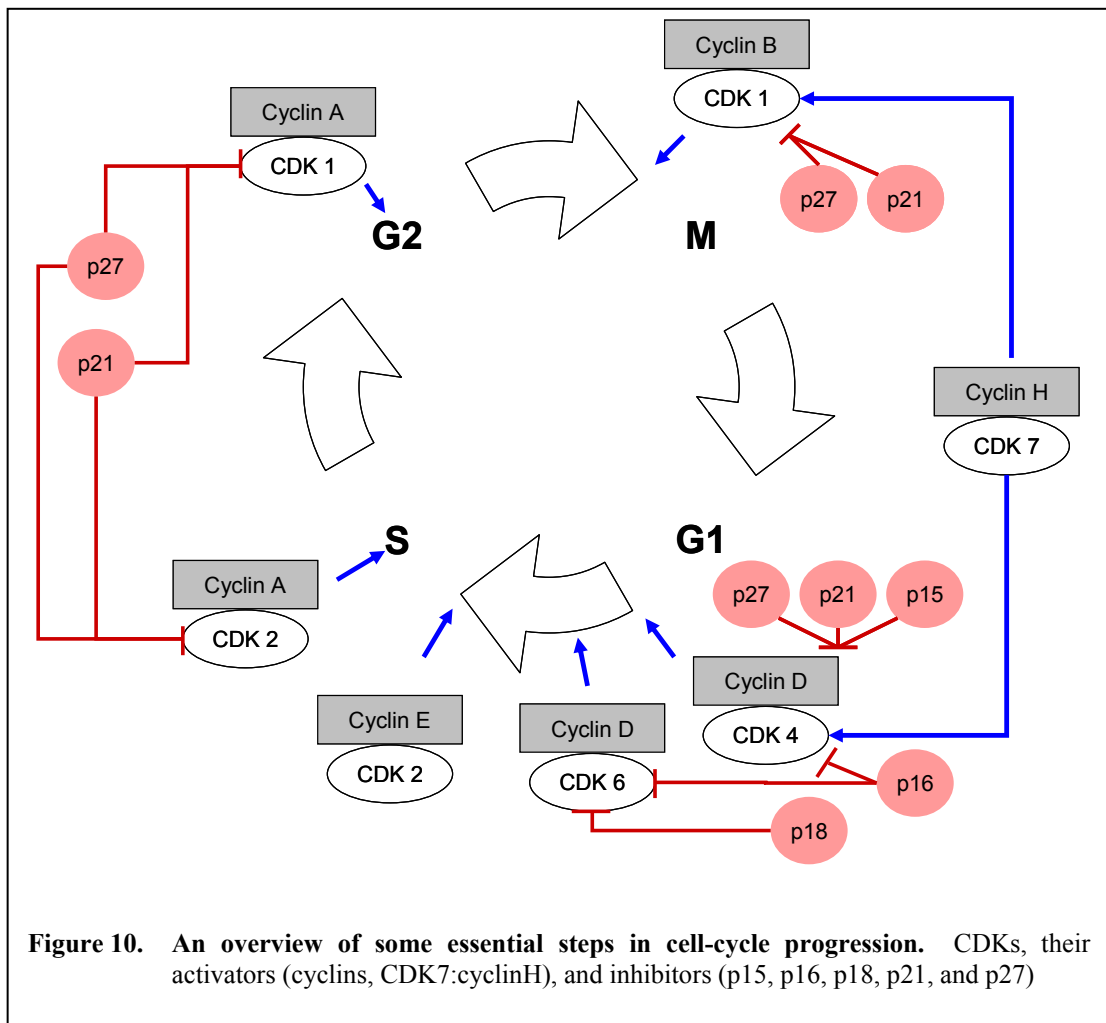 Cyclin B
CDK 1
Cyclin A
CDK 1
p27
p21
G2
M
p27
p21
Cyclin H
CDK 7
S
G1
Cyclin A
CDK 2
p27
p21
p15
Cyclin D
CDK 4
Cyclin E
CDK 2
Cyclin D
CDK 6
p16
p18
Figure 10. An overview of some essential steps in cell-cycle progression. CDKs, their
activators (cyclins, CDK7:cyclinH), and inhibitors (p15, p16, p18, p21, and p27)